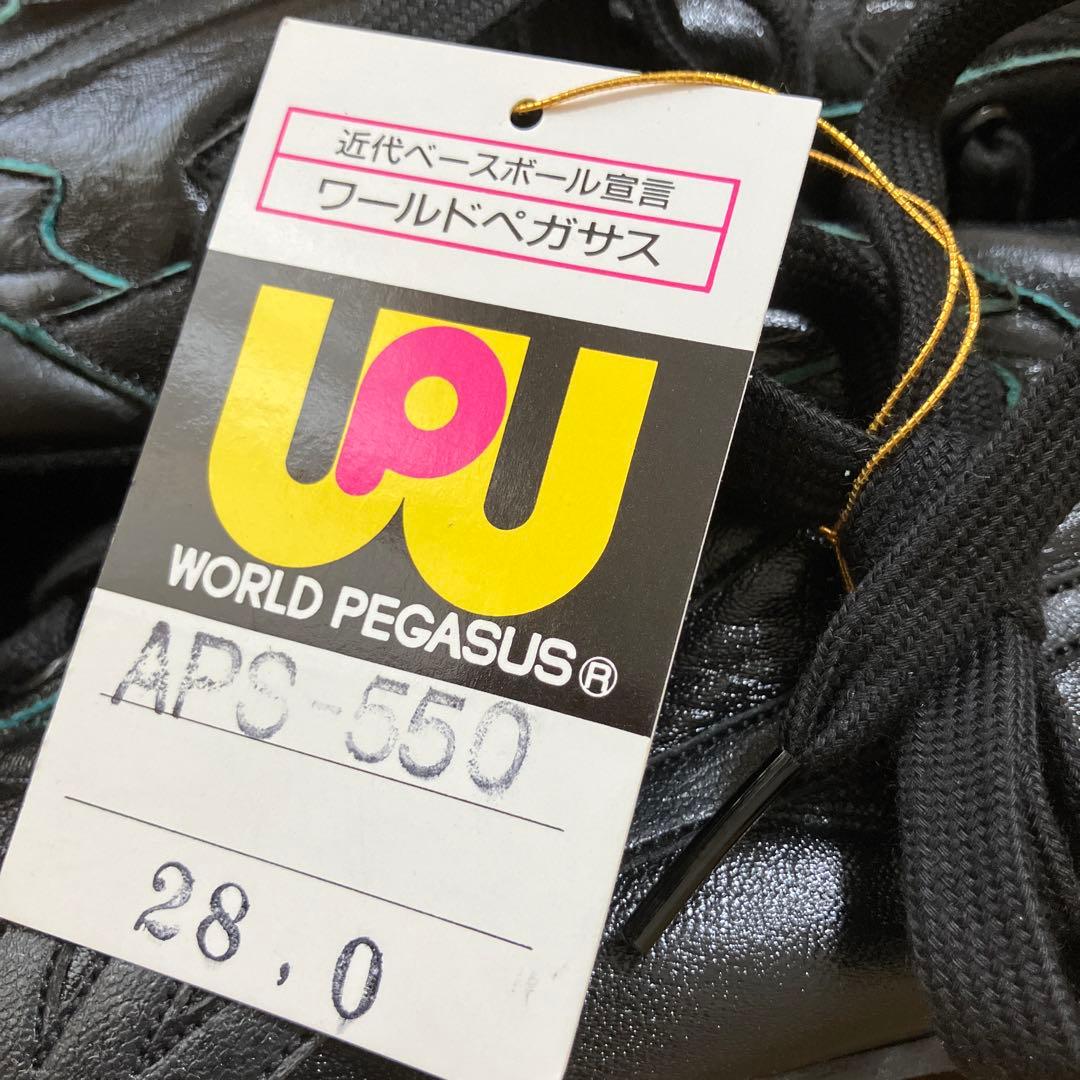 近代ベースボール宣言
ワールドペガサス
WPW
WORLD PEGASUS®
APS-550
28,0